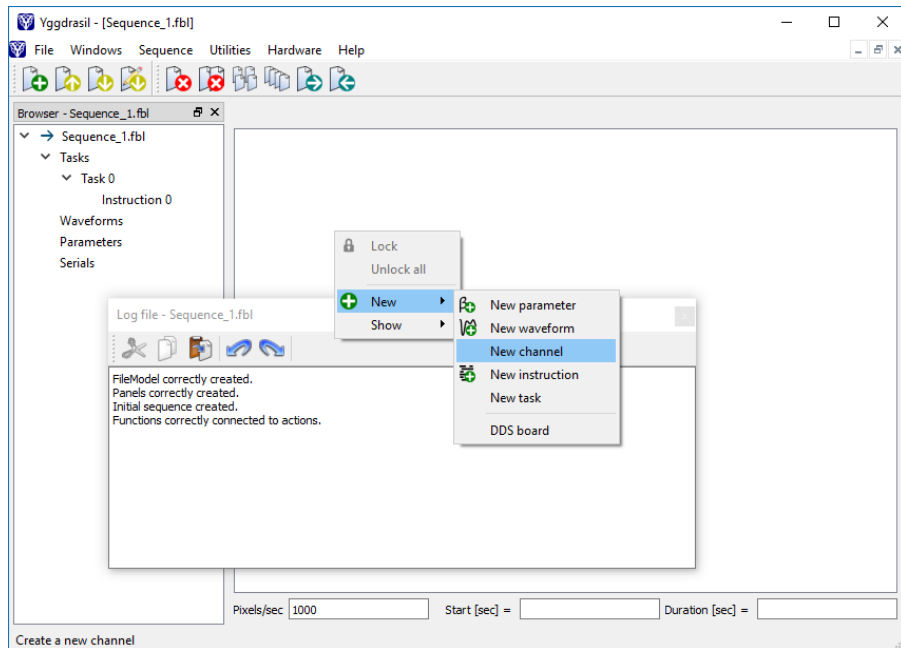 Yggdrasil - [Sequence_1.fbl]
File Windows Sequence Utilities Hardware Help
Browser - Sequence_1.fbl
Sequence_1.fbl
Tasks
Task 0
Instruction 0
Waveforms
Parameters
Serials
Lock
Unlock all
New
Show
New parameter
New waveform
New channel
New instruction
New task
DDS board
Log file - Sequence_1.fbl
FileModel correctly created.
Panels correctly created.
Initial sequence created.
Functions correctly connected to actions.
Pixels/sec 1000 Start [sec] = Duration [sec] =
Create a new channel